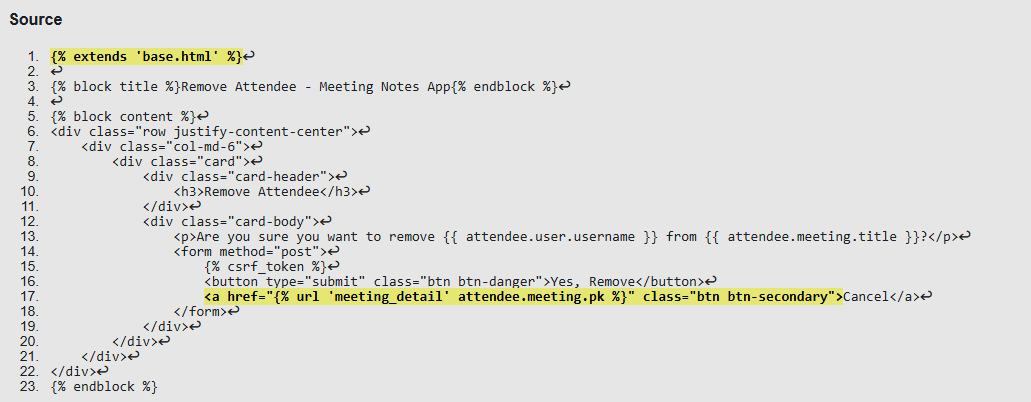 Source
1. {% extends 'base.html' %}↩
2. ↩
3. {% block title %}Remove Attendee - Meeting Notes App{% endblock %}↩
4. ↩
5. {% block content %}↩
6. <div class="row justify-content-center">↩
7.     <div class="col-md-6">↩
8.         <div class="card">↩
9.             <div class="card-header">↩
10.                 <h3>Remove Attendee</h3>↩
11.             </div>↩
12.             <div class="card-body">↩
13.                 <p>Are you sure you want to remove {{ attendee.user.username }} from {{ attendee.meeting.title }}?</p>↩
14.                 <form method="post">↩
15.                     {% csrf_token %}↩
16.                     <button type="submit" class="btn btn-danger">Yes, Remove</button>↩
17.                     <a href="{% url 'meeting_detail' attendee.meeting.pk %}" class="btn btn-secondary">Cancel</a>↩
18.                 </form>↩
19.             </div>↩
20.         </div>↩
21.     </div>↩
22. </div>↩
23. {% endblock %}